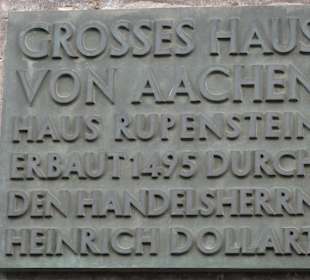 GROSSES HAUS
VON AACHEN
HAUS RUPENSTEIN
ERBAUT 1495 DURCH
DEN HANDELSHERRN
HEINRICH DOLLART